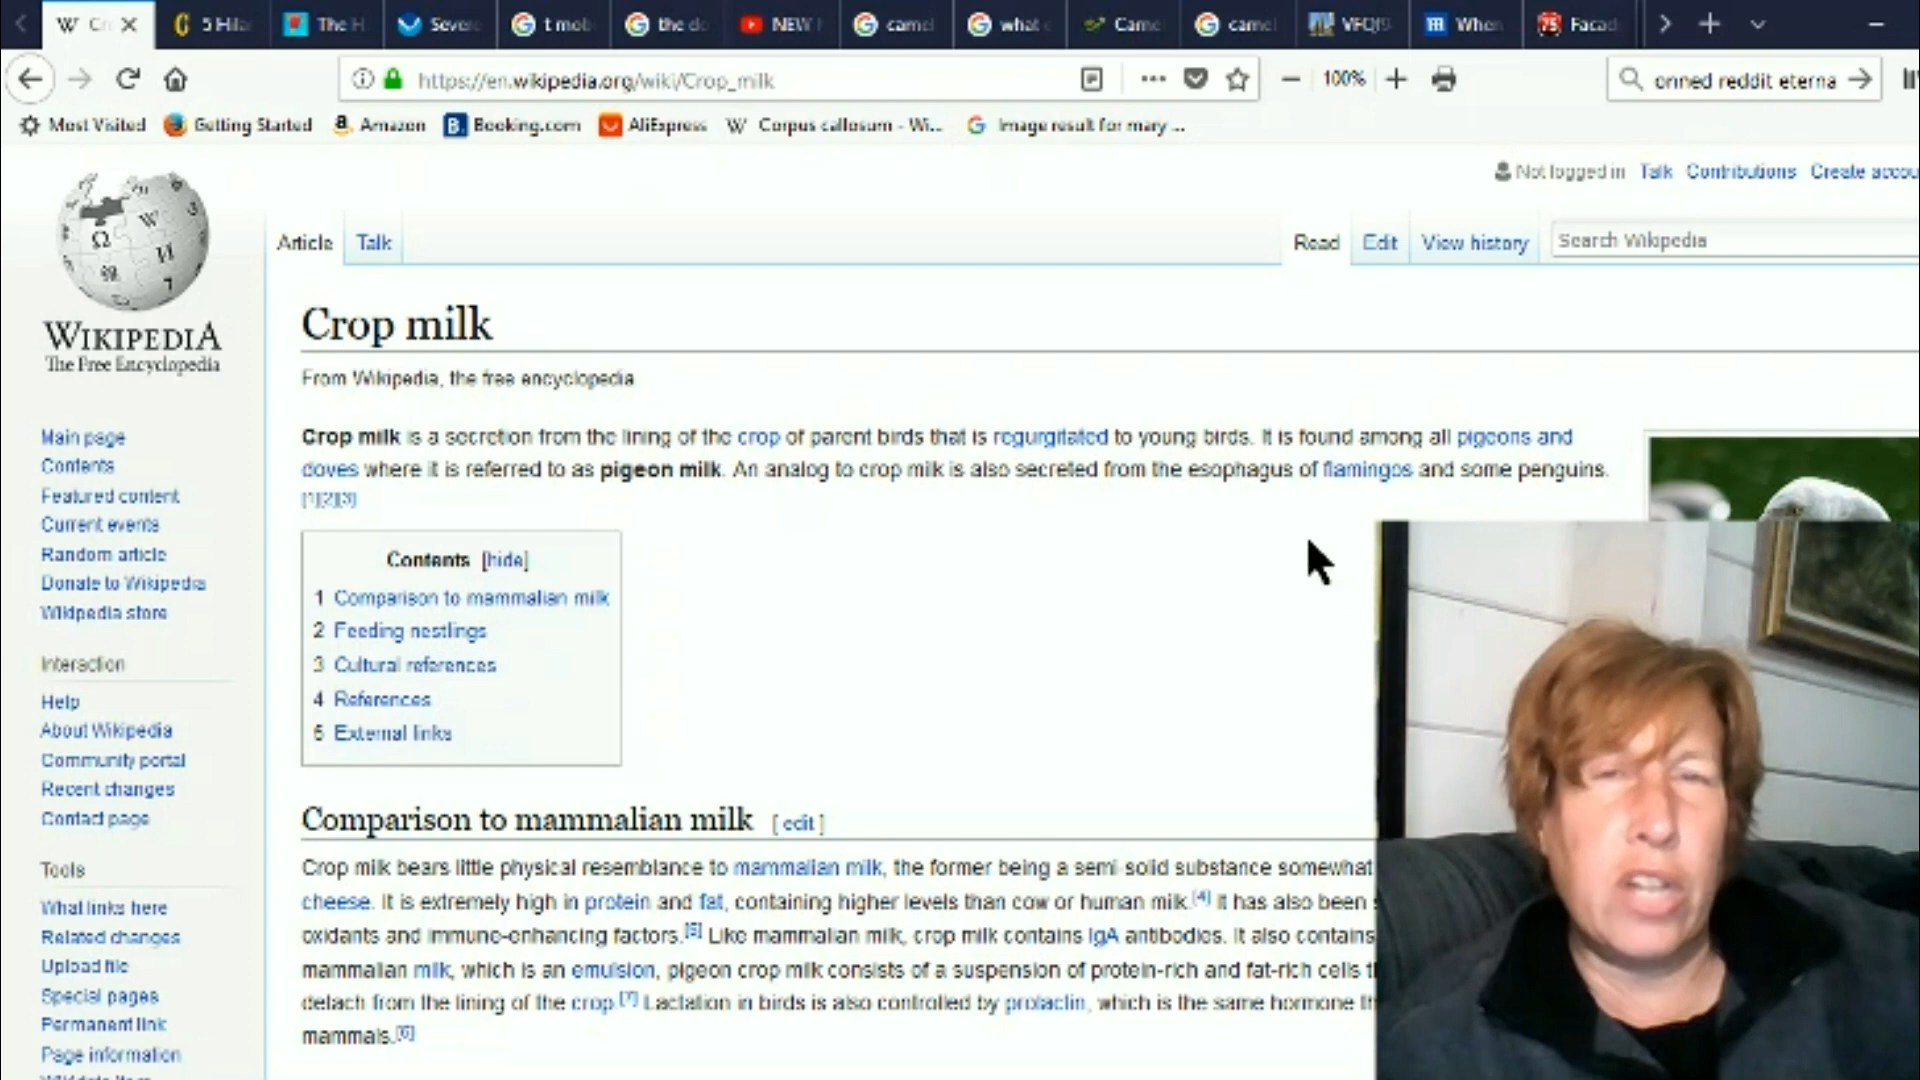 5 Hila
The H
Severe
t mob
the do
NEW
camel
what
Came
camel
VFQI9
When
Facad
https://en.wikipedia.org/wiki/Crop_milk
100%
onned reddit eterna
Most Visited Getting Started Amazon Booking.com AliExpress Corpus callosum - Wi... Image result for mary ...
Not logged in Talk Contributions Create accou
Article Talk Read Edit View history Search Wikipedia
WIKIPEDIA
The Free Encyclopedia
Main page
Contents
Featured content
Current events
Random article
Donate to Wikipedia
Wikipedia store
Interaction
Help
About Wikipedia
Community portal
Recent changes
Contact page
Tools
What links here
Related changes
Upload file
Special pages
Permanent link
Page information
Wikidata item
Crop milk
From Wikipedia, the free encyclopedia
Crop milk is a secretion from the lining of the crop of parent birds that is regurgitated to young birds. It is found among all pigeons and
doves where it is referred to as pigeon milk. An analog to crop milk is also secreted from the esophagus of flamingos and some penguins.
[1][2][3]
Contents [hide]
1 Comparison to mammalian milk
2 Feeding nestlings
3 Cultural references
4 References
5 External links
Comparison to mammalian milk [ edit ]
Crop milk bears little physical resemblance to mammalian milk, the former being a semi-solid substance somewhat
cheese. It is extremely high in protein and fat, containing higher levels than cow or human milk.[4] It has also been
oxidants and immune-enhancing factors.[5] Like mammalian milk, crop milk contains IgA antibodies. It also contains
mammalian milk, which is an emulsion, pigeon crop milk consists of a suspension of protein-rich and fat-rich cells t
detach from the lining of the crop.[7] Lactation in birds is also controlled by prolactin, which is the same hormone th
mammals.[6]